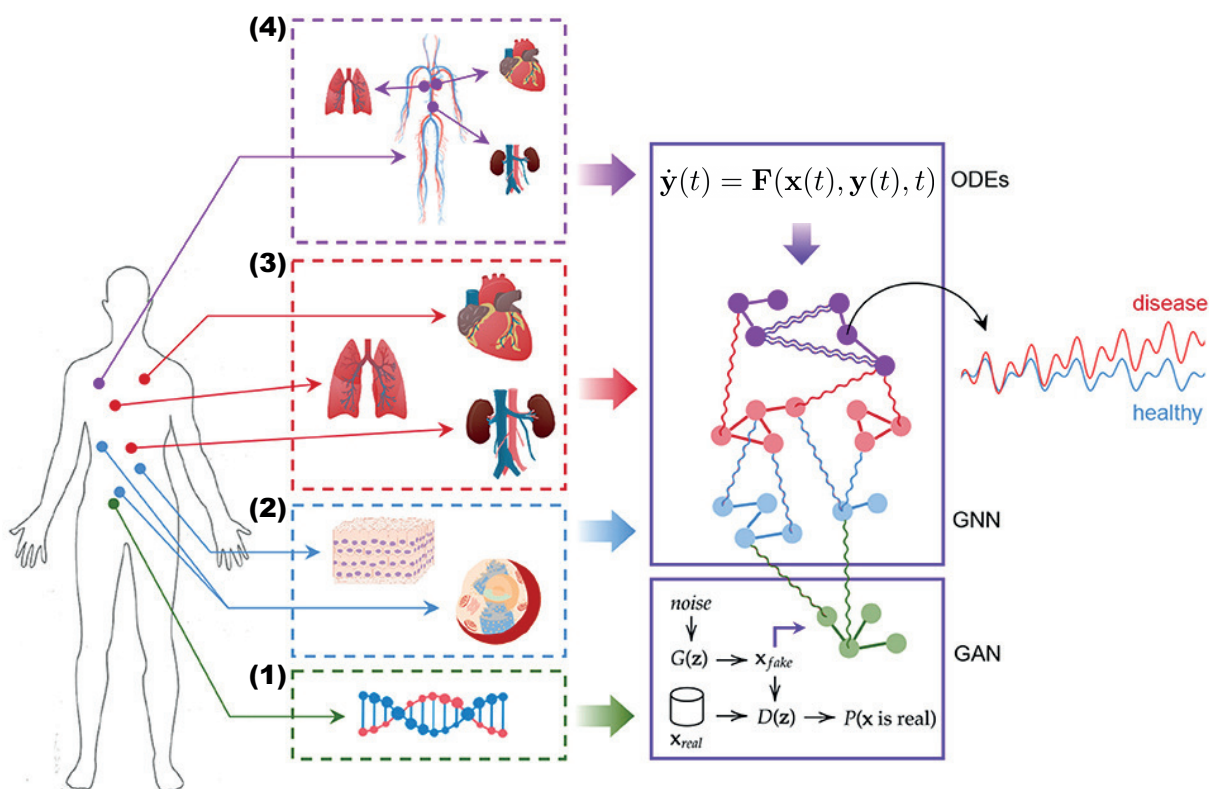 (4)
ẏ(t) = F(x(t), y(t), t)
ODEs
(3)
disease
healthy
(2)
GNN
noise
G(z)
x_fake
GAN
(1)
D(z)
P(x is real)
x_real